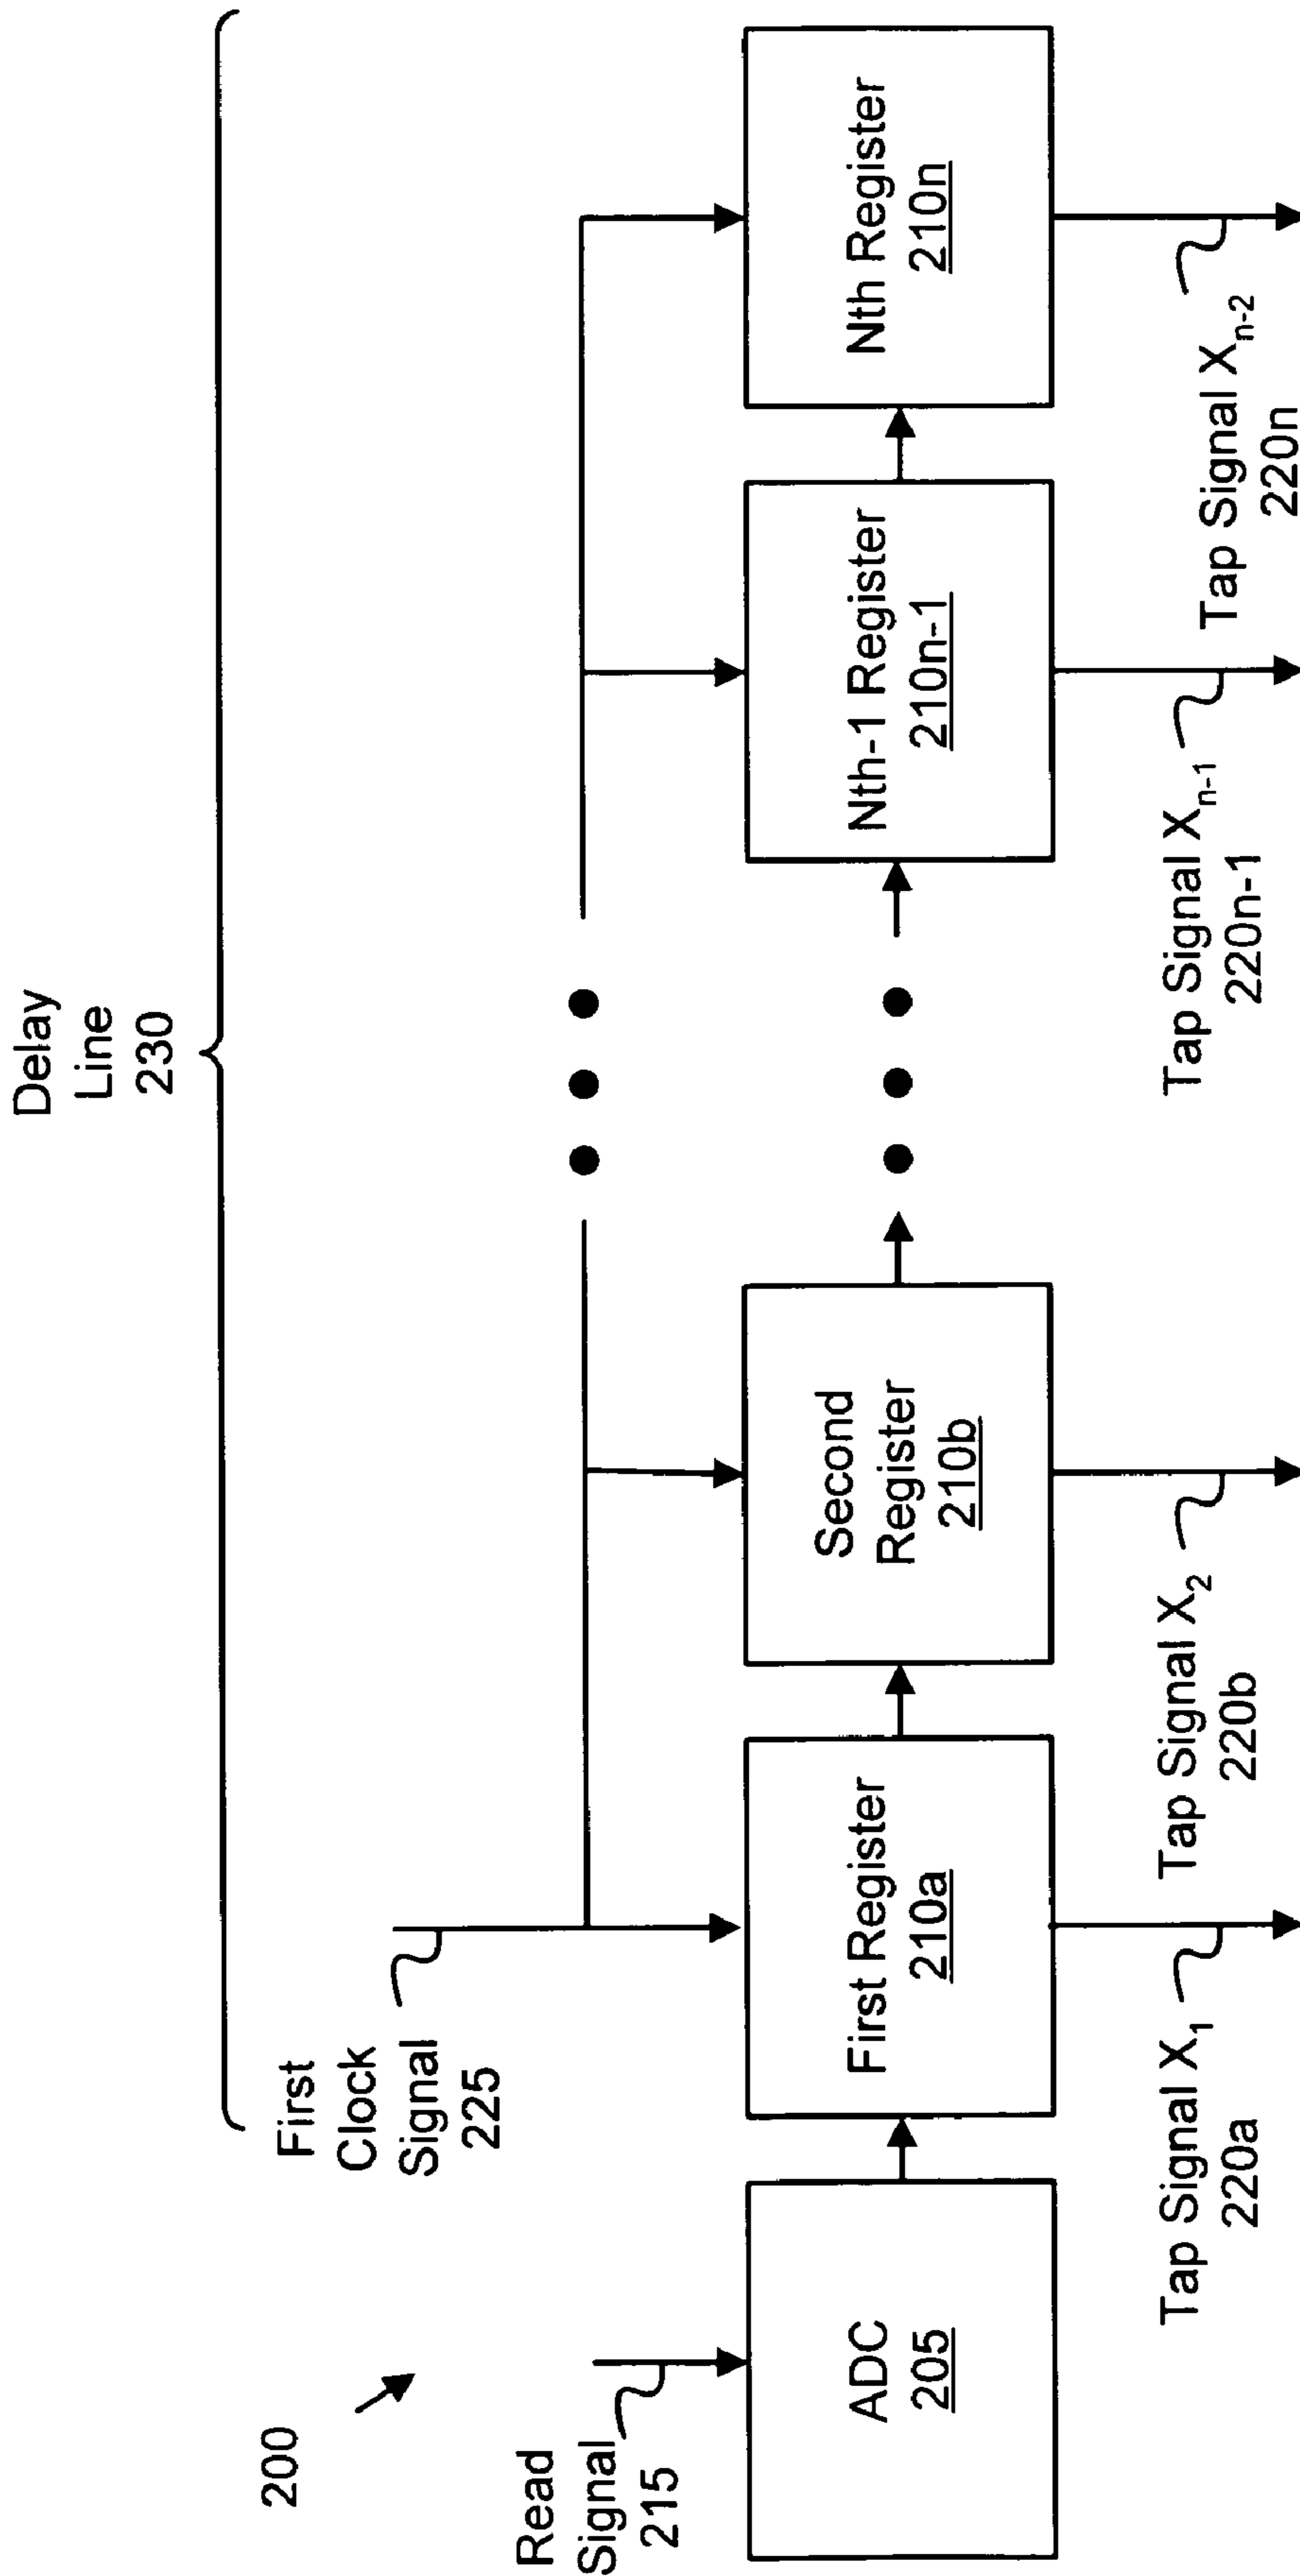 Delay
Line
230
200
First
Clock
Signal
225
Read
Signal
215
ADC
205
First Register
210a
Second
Register
210b
Nth-1 Register
210n-1
Nth Register
210n
Tap Signal X1
220a
Tap Signal X2
220b
Tap Signal Xn-1
220n-1
Tap Signal Xn-2
220n